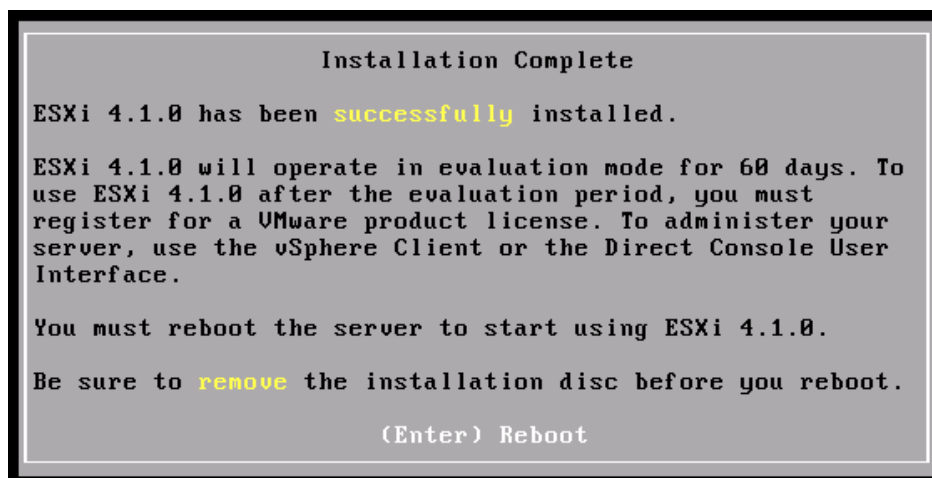 Installation Complete
ESXi 4.1.0 has been successfully installed.
ESXi 4.1.0 will operate in evaluation mode for 60 days. To
use ESXi 4.1.0 after the evaluation period, you must
register for a VMware product license. To administer your
server, use the vSphere Client or the Direct Console User
Interface.
You must reboot the server to start using ESXi 4.1.0.
Be sure to remove the installation disc before you reboot.
(Enter) Reboot